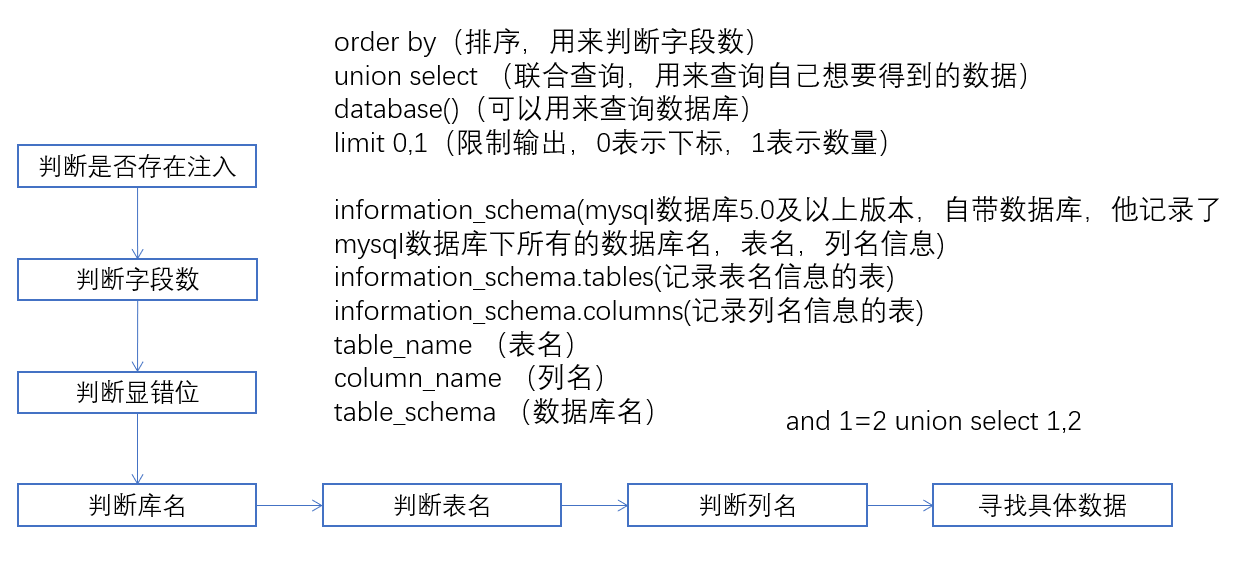 order by（排序，用来判断字段数）
union select （联合查询，用来查询自己想要得到的数据）
database()（可以用来查询数据库）
limit 0,1（限制输出，0表示下标，1表示数量）
判断是否存在注入
information_schema(mysql数据库5.0及以上版本，自带数据库，他记录了
mysql数据库下所有的数据库名，表名，列名信息)
判断字段数
information_schema.tables(记录表名信息的表)
information_schema.columns(记录列名信息的表)
table_name （表名）
column_name （列名）
判断显错位
table_schema （数据库名）
and 1=2 union select 1,2
判断库名
判断表名
判断列名
寻找具体数据